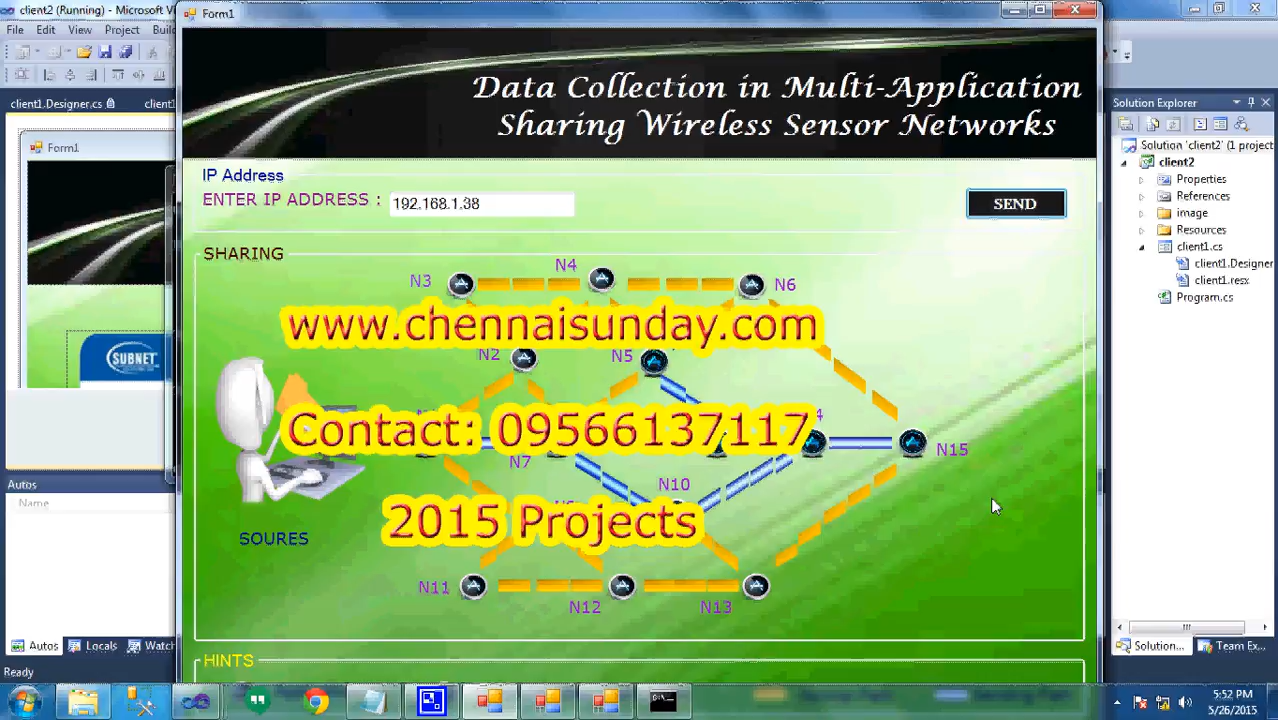 client2 (Running) - Microsoft V
Form1
File Edit View Project Buil
Data Collection in Multi-Application
Sharing Wireless Sensor Networks
client1.Designer.cs
client1
Solution Explorer
Form1
Solution 'client2' (1 project
client2
Properties
References
image
Resources
client1.cs
client1.Designer
client1.resx
Program.cs
IP Address
ENTER IP ADDRESS :
192.168.1.38
SEND
SHARING
N3
N4
N6
www.chennaisunday.com
SUBNET
N2
N5
Contact: 09566137117
N7
N15
N10
2015 Projects
SOURES
N11
N12
N13
HINTS
Autos
Name
Autos Locals Watch
Ready
Solution...
Team Ex...
5:52 PM
5/26/2015